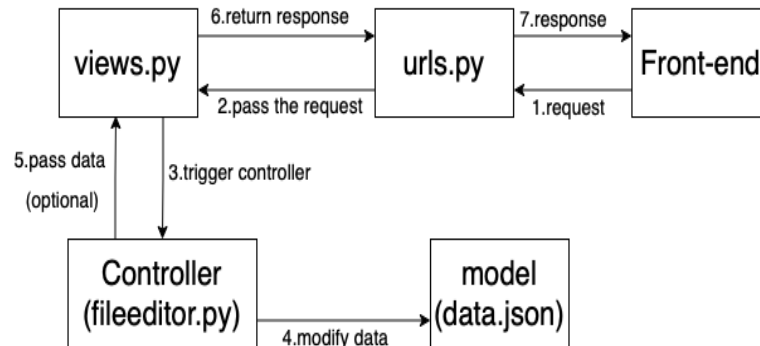 6.return response
7.response
views.py
urls.py
Front-end
2.pass the request
1.request
5.pass data
(optional)
3.trigger controller
Controller
(fileeditor.py)
model
(data.json)
4.modify data